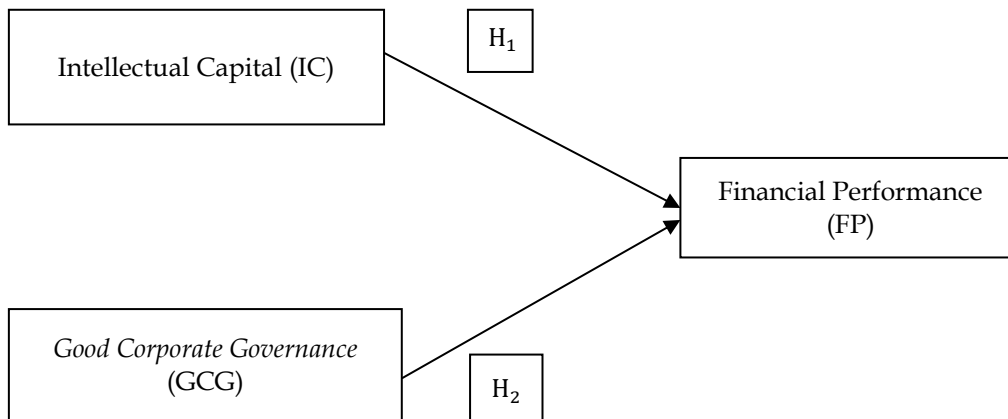 H₁
Intellectual Capital (IC)
Financial Performance
(FP)
Good Corporate Governance
(GCG)
H₂